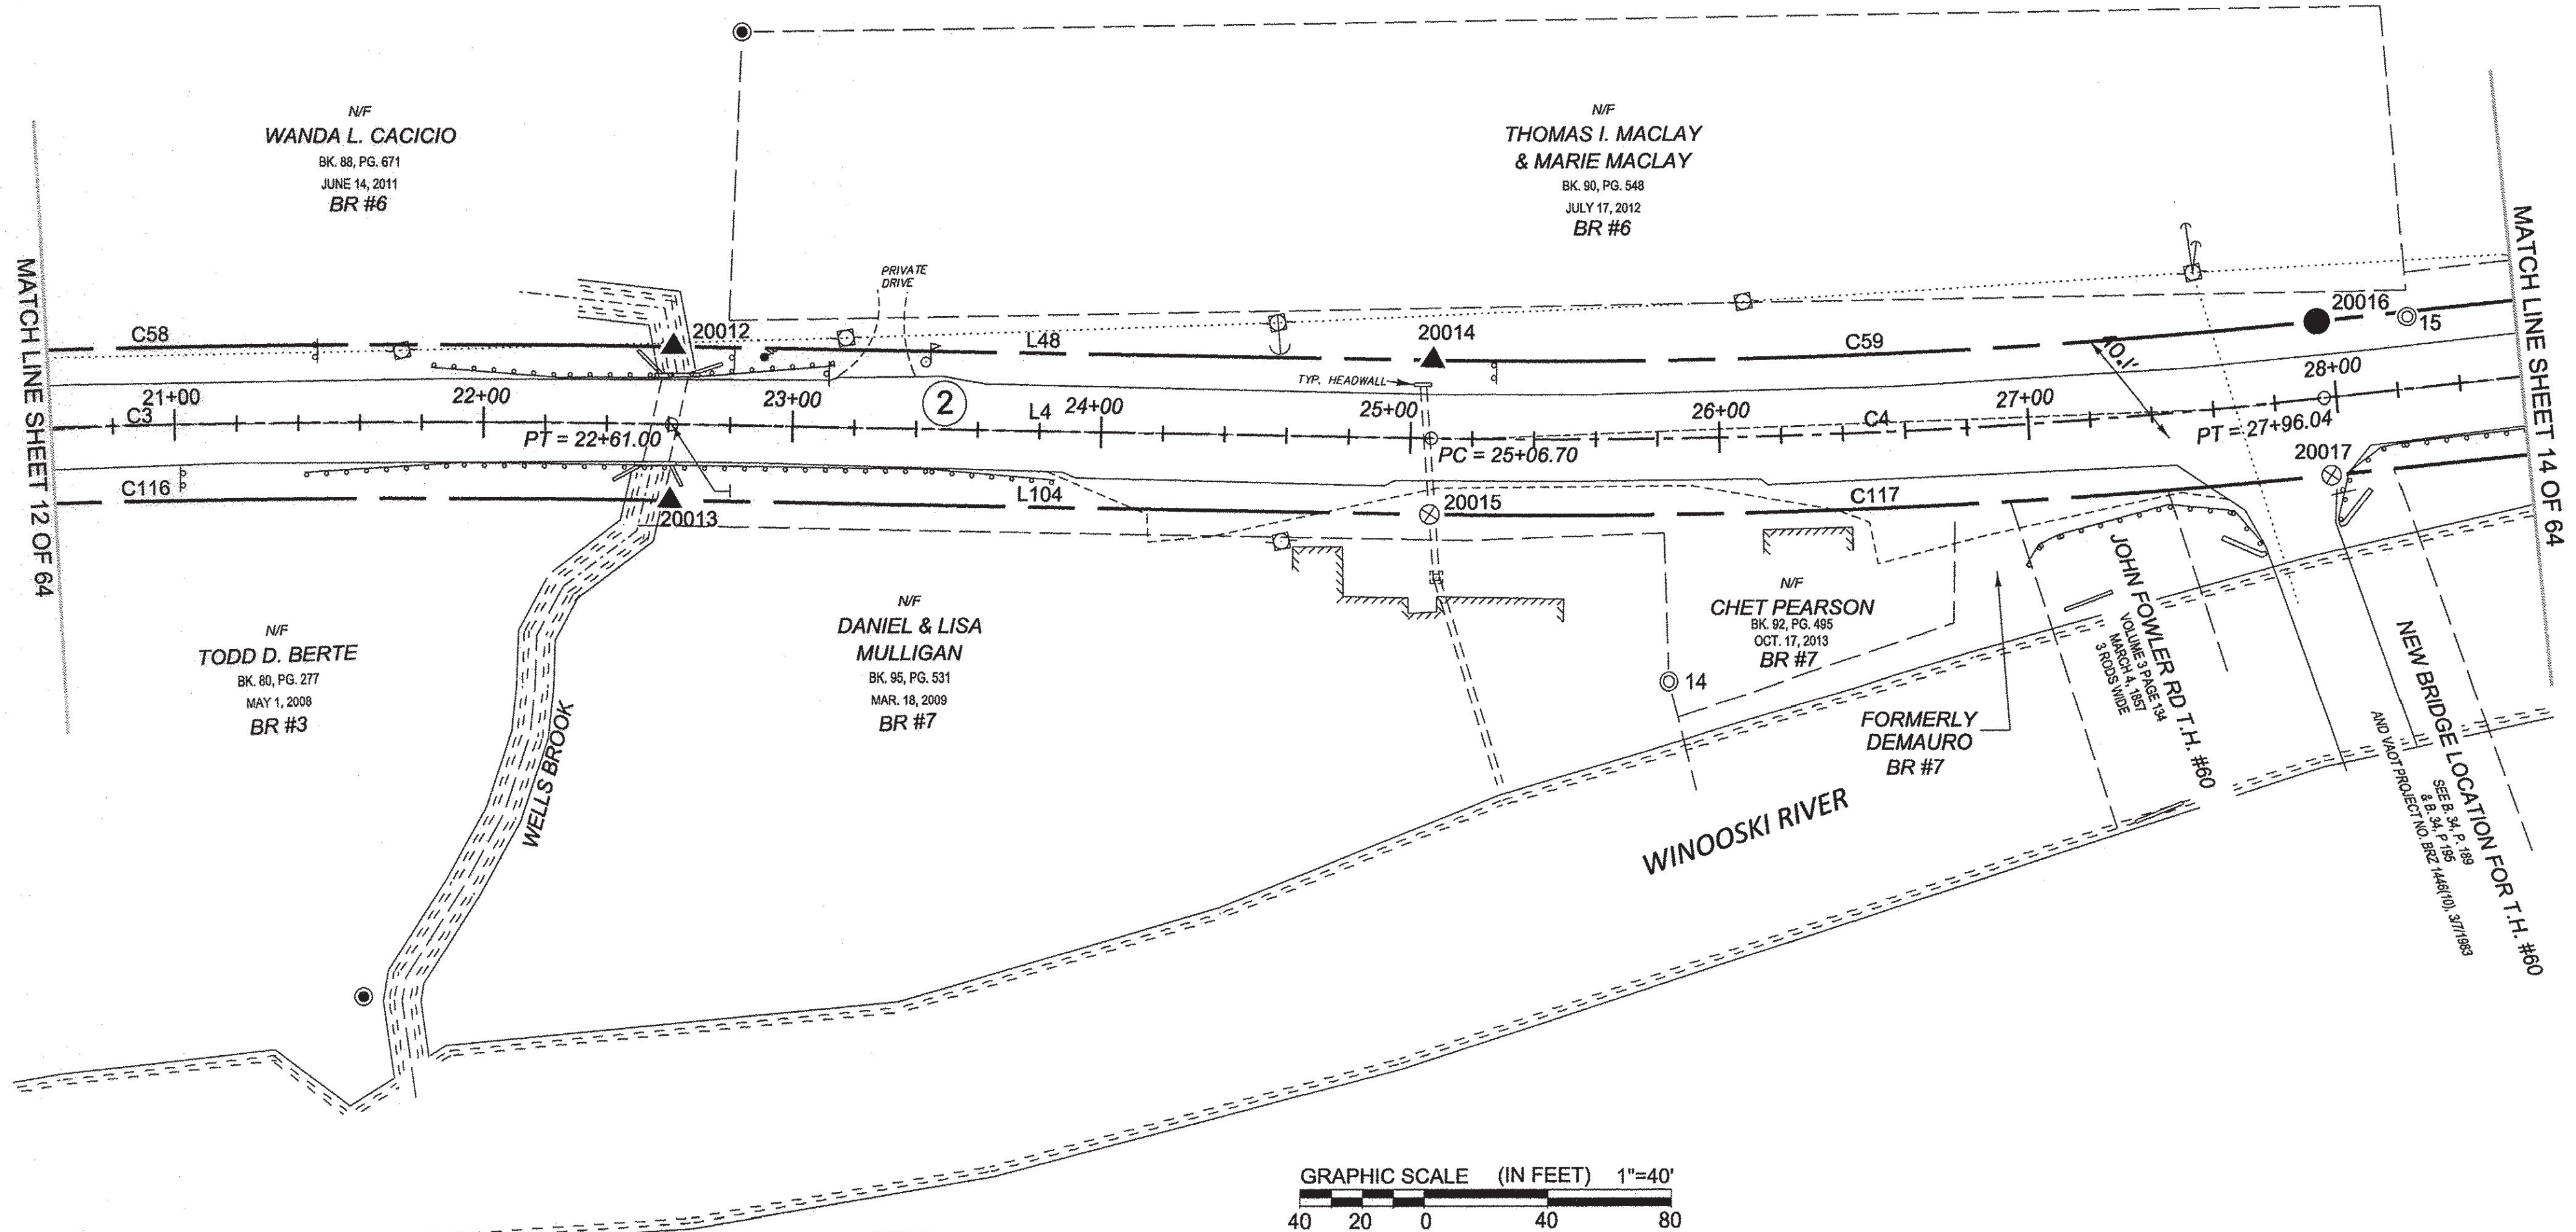 N/F
WANDA L. CACICIO
BK. 88, PG. 671
JUNE 14, 2011
BR #6
N/F
THOMAS I. MACLAY
& MARIE MACLAY
BK. 90, PG. 548
JULY 17, 2012
BR #6
MATCH LINE SHEET 12 OF 64
MATCH LINE SHEET 14 OF 64
PRIVATE
DRIVE
C58
20012
L48
20014
C59
20016
15
40.1'
TYP. HEADWALL
21+00
22+00
23+00
2
24+00
25+00
26+00
27+00
28+00
C3
L4
C4
PT = 22+61.00
PC = 25+06.70
PT = 27+96.04
C116
20013
L104
20015
C117
20017
N/F
TODD D. BERTE
BK. 80, PG. 277
MAY 1, 2008
BR #3
WELLS BROOK
N/F
DANIEL & LISA
MULLIGAN
BK. 95, PG. 531
MAR. 18, 2009
BR #7
N/F
CHET PEARSON
BK. 92, PG. 495
OCT. 17, 2013
BR #7
14
FORMERLY
DEMAURO
BR #7
JOHN FOWLER RD T.H. #60
VOLUME 3 PAGE 134
MARCH 4, 1857
3 RODS WIDE
NEW BRIDGE LOCATION FOR T.H. #60
SEE B. 34, P. 189
& B. 34, P 195
AND VAOT PROJECT NO. BRZ 1446(10), 3/7/1983
WINOOSKI RIVER
GRAPHIC SCALE (IN FEET) 1"=40'
40 20 0 40 80